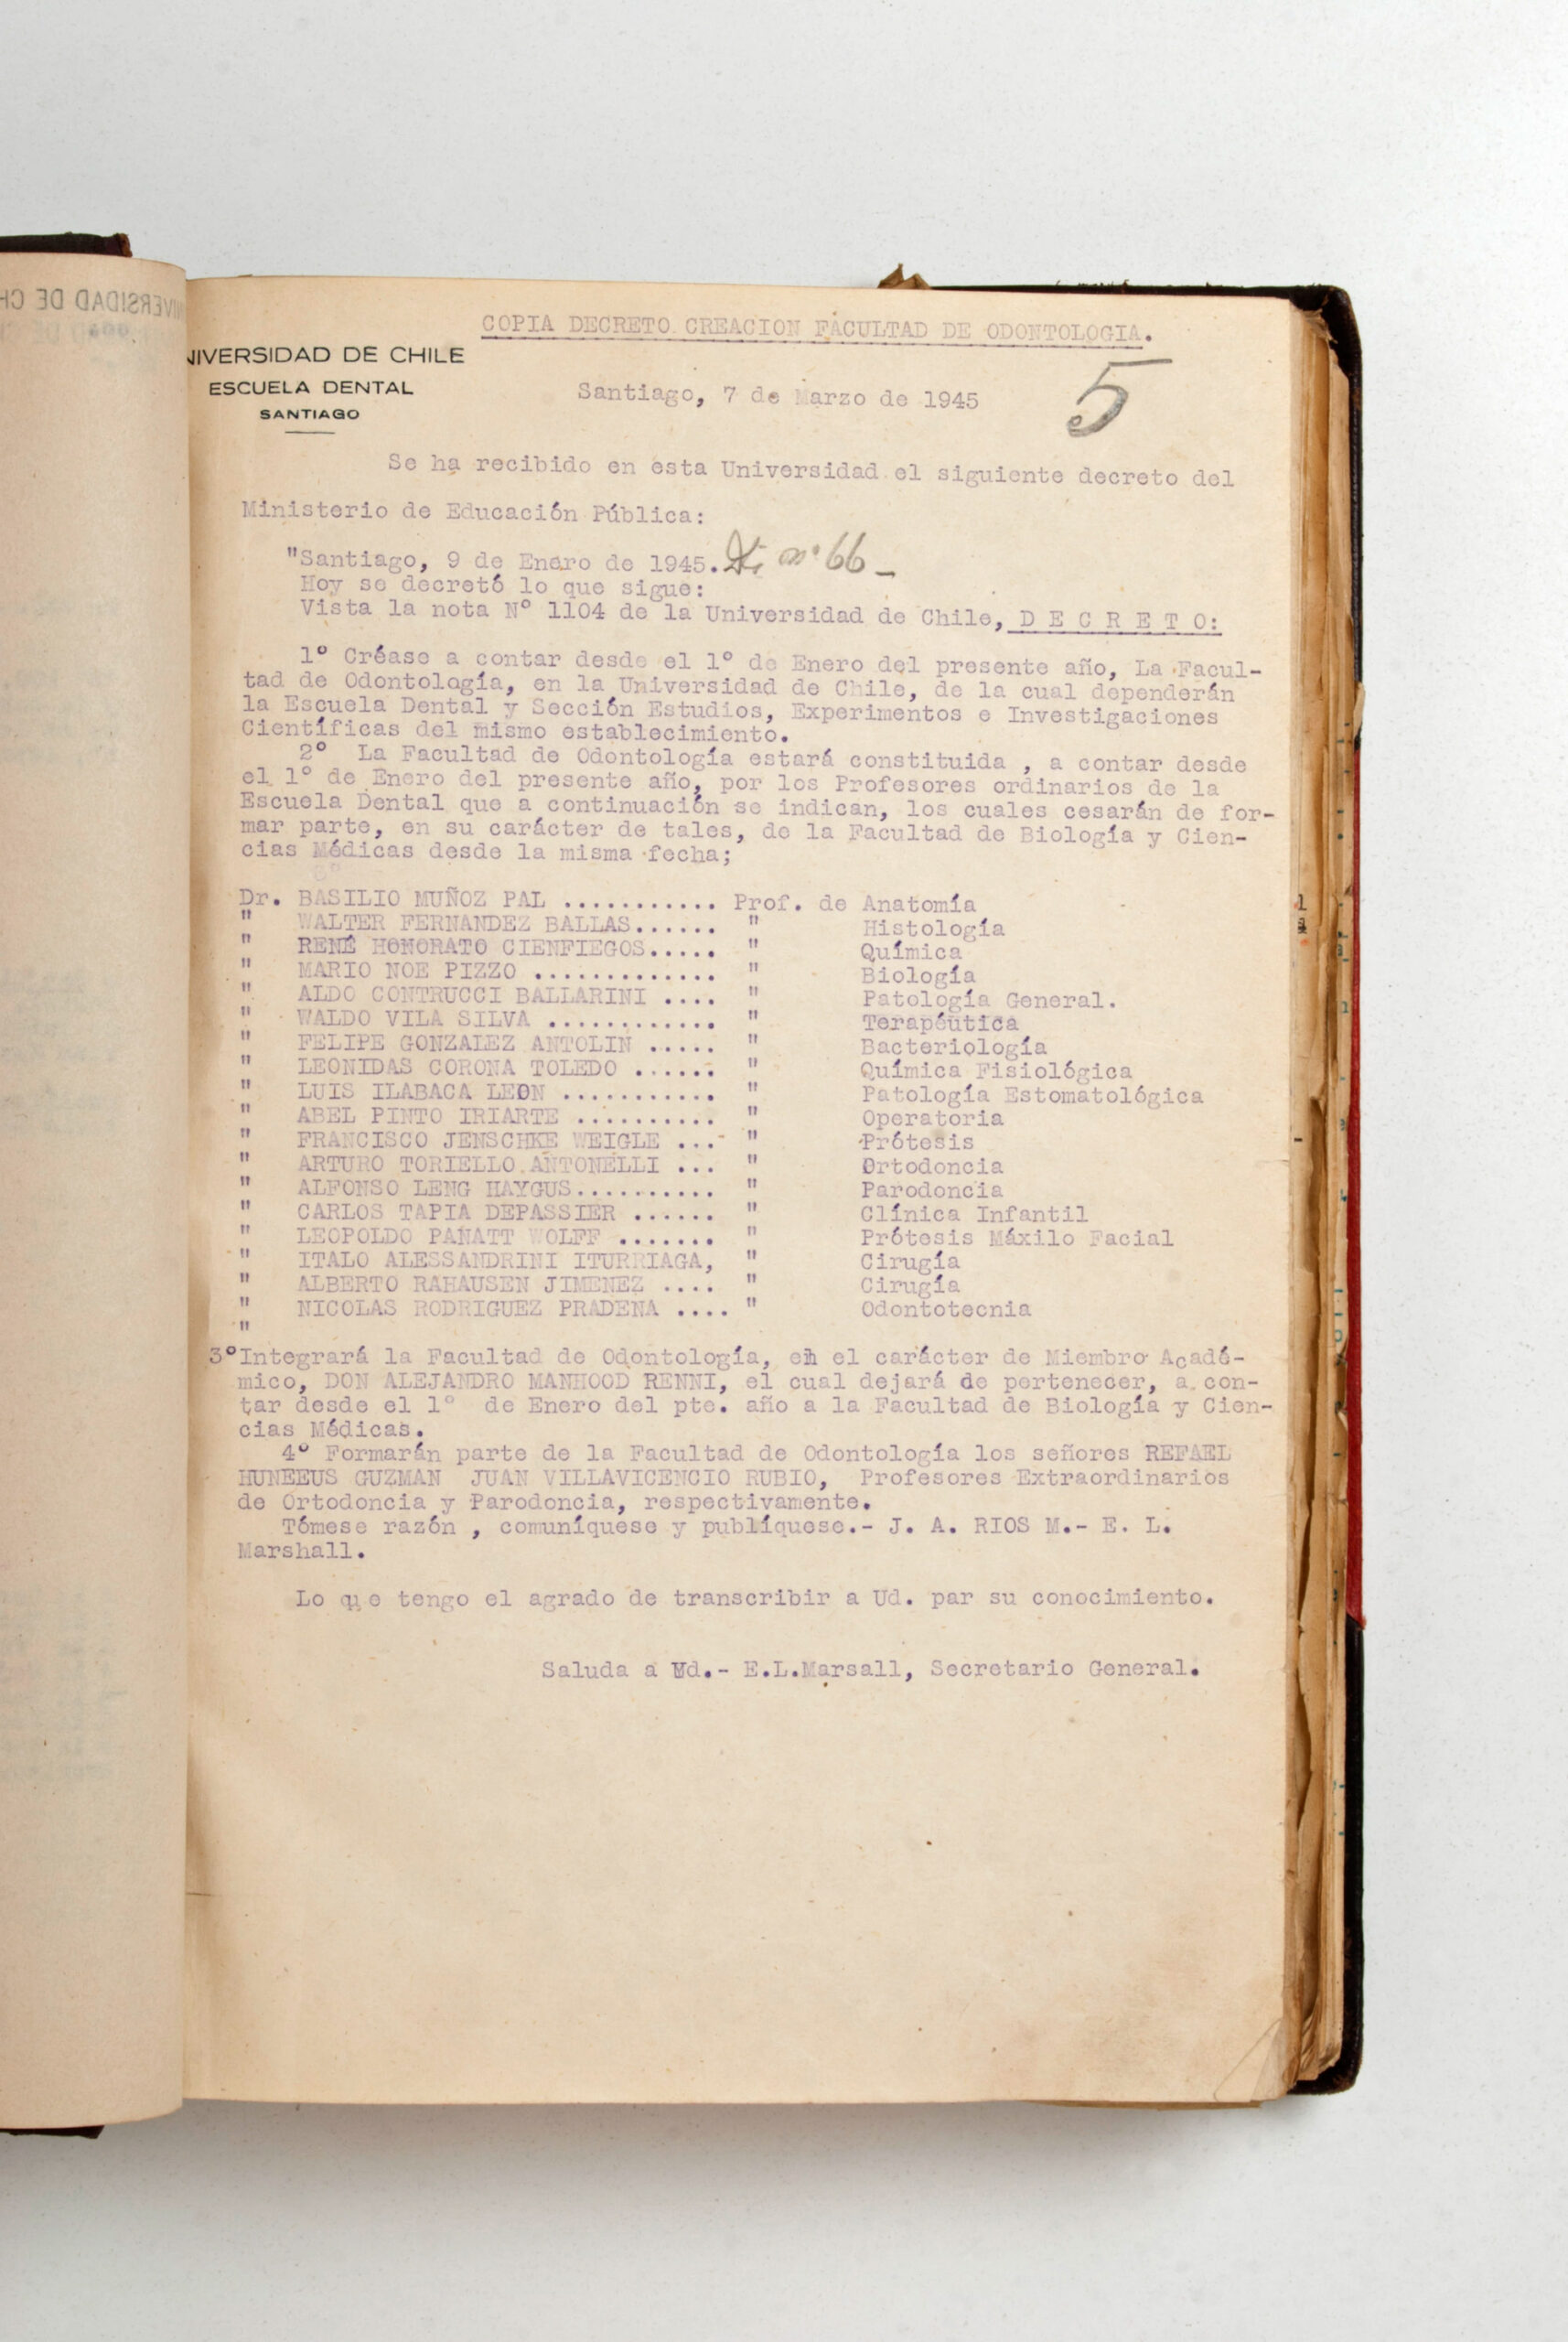 COPIA DECRETO CREACION FACULTAD DE ODONTOLOGIA.
NIVERSIDAD DE CHILE
ESCUELA DENTAL
SANTIAGO
Santiago, 7 de Marzo de 1945
5
Se ha recibido en esta Universidad el siguiente decreto del
Ministerio de Educación Pública:
"Santiago, 9 de Enero de 1945. nº 66 -
Hoy se decretó lo que sigue:
Vista la nota Nº 1104 de la Universidad de Chile, D E C R E T O:
1º Créase a contar desde el 1º de Enero del presente año, La Facul-
tad de Odontología, en la Universidad de Chile, de la cual dependerán
la Escuela Dental y Sección Estudios, Experimentos e Investigaciones
Científicas del mismo establecimiento.
2º La Facultad de Odontología estará constituida , a contar desde
el 1º de Enero del presente año, por los Profesores ordinarios de la
Escuela Dental que a continuación se indican, los cuales cesarán de for-
mar parte, en su carácter de tales, de la Facultad de Biología y Cien-
cias Médicas desde la misma fecha;
Dr. BASILIO MUÑOZ PAL ........... Prof. de Anatomía
" WALTER FERNANDEZ BALLAS...... " Histología
" RENÉ HONORATO CIENFIEGOS..... " Química
" MARIO NOE PIZZO ............. " Biología
" ALDO CONTRUCCI BALLARINI .... " Patología General.
" WALDO VILA SILVA ............ " Terapéutica
" FELIPE GONZALEZ ANTOLIN ..... " Bacteriología
" LEONIDAS CORONA TOLEDO ...... " Química Fisiológica
" LUIS ILABACA LEON ........... " Patología Estomatológica
" ABEL PINTO IRIARTE .......... " Operatoria
" FRANCISCO JENSCHKE WEIGLE ... " Prótesis
" ARTURO TORIELLO ANTONELLI ... " Ortodoncia
" ALFONSO LENG HAYGUS.......... " Parodoncia
" CARLOS TAPIA DEPASSIER ...... " Clínica Infantil
" LEOPOLDO PANATT WOLFF ....... " Prótesis Máxilo Facial
" ITALO ALESSANDRINI ITURRIAGA, " Cirugía
" ALBERTO RAHAUSEN JIMENEZ .... " Cirugía
" NICOLAS RODRIGUEZ PRADENA .... " Odontotecnia
"
3ºIntegrará la Facultad de Odontología, en el carácter de Miembro Acadé-
mico, DON ALEJANDRO MANHOOD RENNI, el cual dejará de pertenecer, a con-
tar desde el 1º de Enero del pte. año a la Facultad de Biología y Cien-
cias Médicas.
4º Formarán parte de la Facultad de Odontología los señores REFAEL
HUNEEUS GUZMAN JUAN VILLAVICENCIO RUBIO, Profesores Extraordinarios
de Ortodoncia y Parodoncia, respectivamente.
Tómese razón , comuníquese y publíquese.- J. A. RIOS M.- E. L.
Marshall.
Lo que tengo el agrado de transcribir a Ud. par su conocimiento.
Saluda a Ud.- E.L.Marsall, Secretario General.